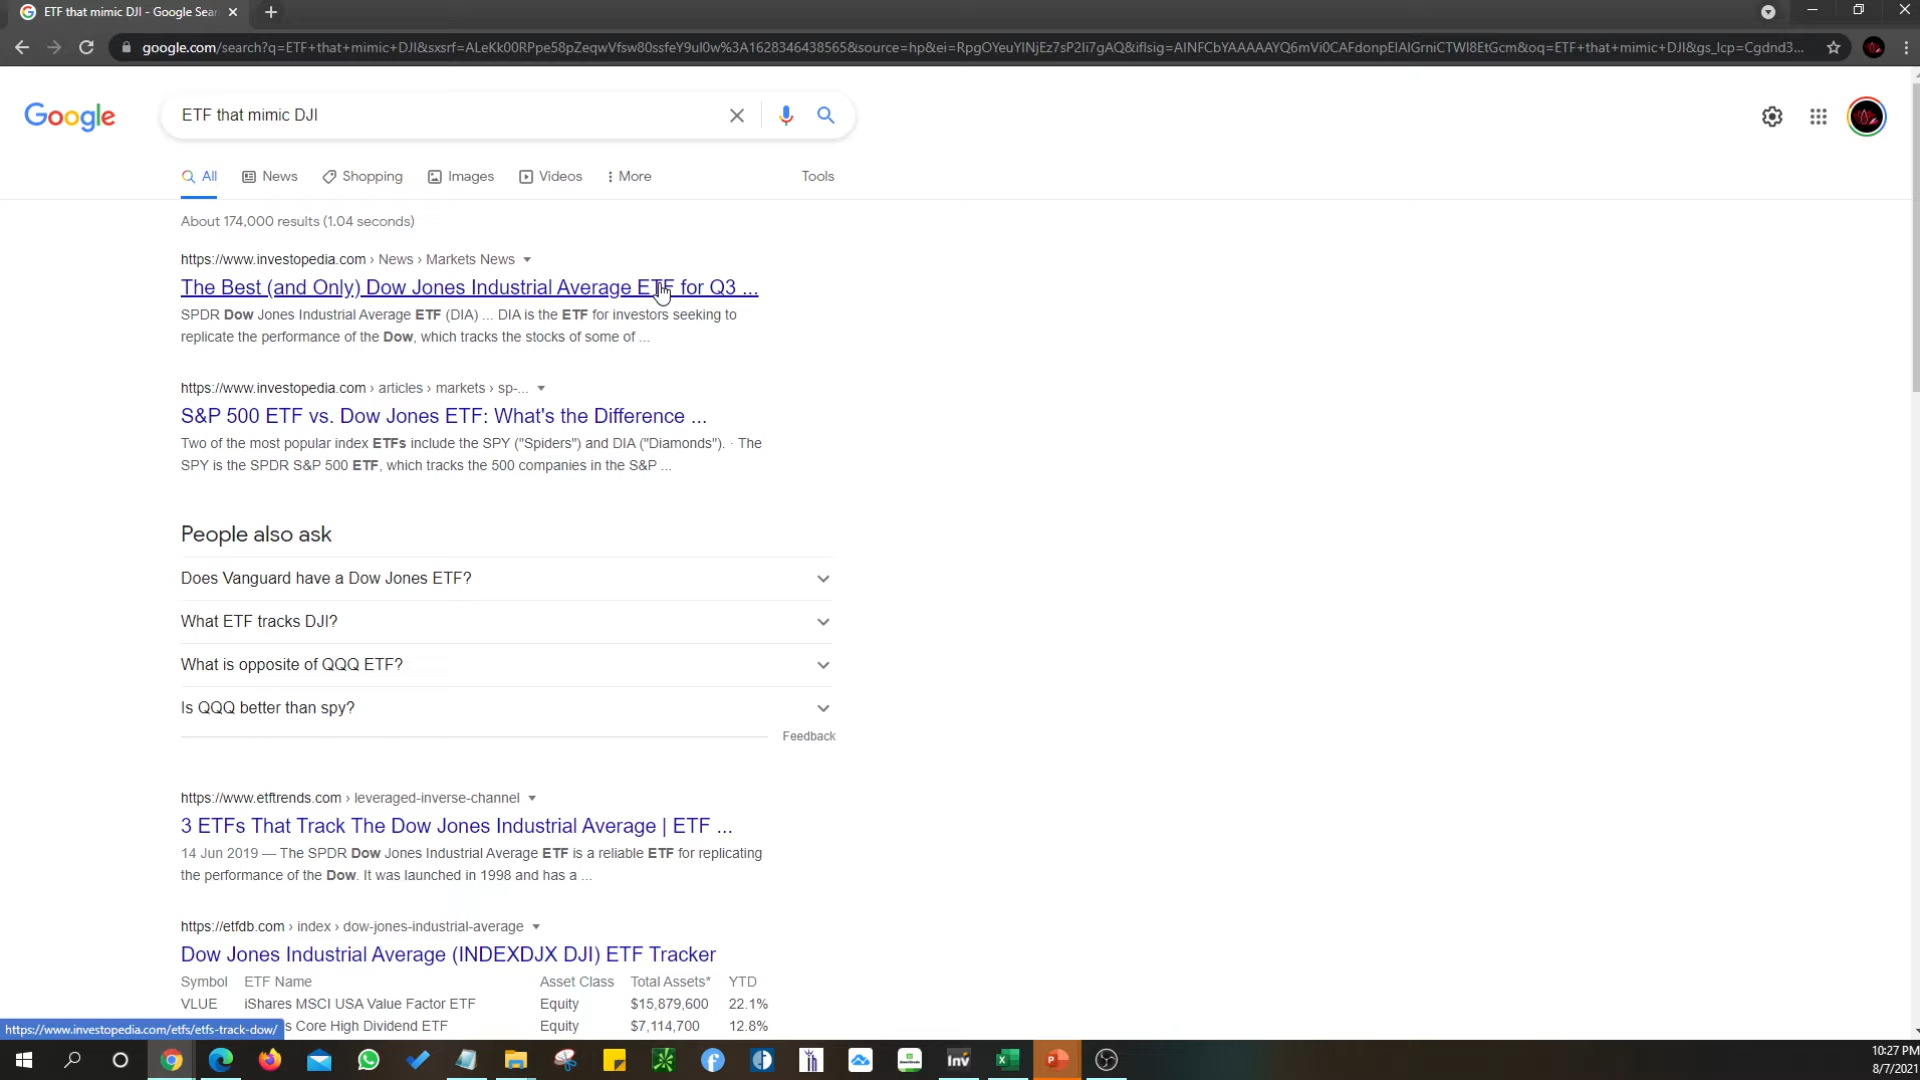 ETF that mimic DJI - Google Sear
google.com/search?q=ETF+that+mimic+DJI&sxsrf=ALeKk00RPpe58pZeqwVfsw80ssfeY9ul0w%3A1628346438565&source=hp&ei=RpgOYeuYINjEz7sP2Ii7gAQ&iflsig=AINFCbYAAAAAYQ6mVi0CAFdonpElAlGrniCTWl8EtGcm&oq=ETF+that+mimic+DJI&gs_lcp=Cgdnd3...
Google
ETF that mimic DJI
All
News
Shopping
Images
Videos
More
Tools
About 174,000 results (1.04 seconds)
https://www.investopedia.com › News › Markets News
The Best (and Only) Dow Jones Industrial Average ETF for Q3 ...
SPDR Dow Jones Industrial Average ETF (DIA) ... DIA is the ETF for investors seeking to
replicate the performance of the Dow, which tracks the stocks of some of ...
https://www.investopedia.com › articles › markets › sp-...
S&P 500 ETF vs. Dow Jones ETF: What's the Difference ...
Two of the most popular index ETFs include the SPY ("Spiders") and DIA ("Diamonds"). · The
SPY is the SPDR S&P 500 ETF, which tracks the 500 companies in the S&P ...
People also ask
Does Vanguard have a Dow Jones ETF?
What ETF tracks DJI?
What is opposite of QQQ ETF?
Is QQQ better than spy?
Feedback
https://www.etftrends.com › leveraged-inverse-channel
3 ETFs That Track The Dow Jones Industrial Average | ETF ...
14 Jun 2019 — The SPDR Dow Jones Industrial Average ETF is a reliable ETF for replicating
the performance of the Dow. It was launched in 1998 and has a ...
https://etfdb.com › index › dow-jones-industrial-average
Dow Jones Industrial Average (INDEXDJX DJI) ETF Tracker
Symbol ETF Name Asset Class Total Assets* YTD
VLUE iShares MSCI USA Value Factor ETF Equity $15,879,600 22.1%
s Core High Dividend ETF Equity $7,114,700 12.8%
https://www.investopedia.com/etfs/etfs-track-dow/
Inv
10:27 PM
8/7/2021